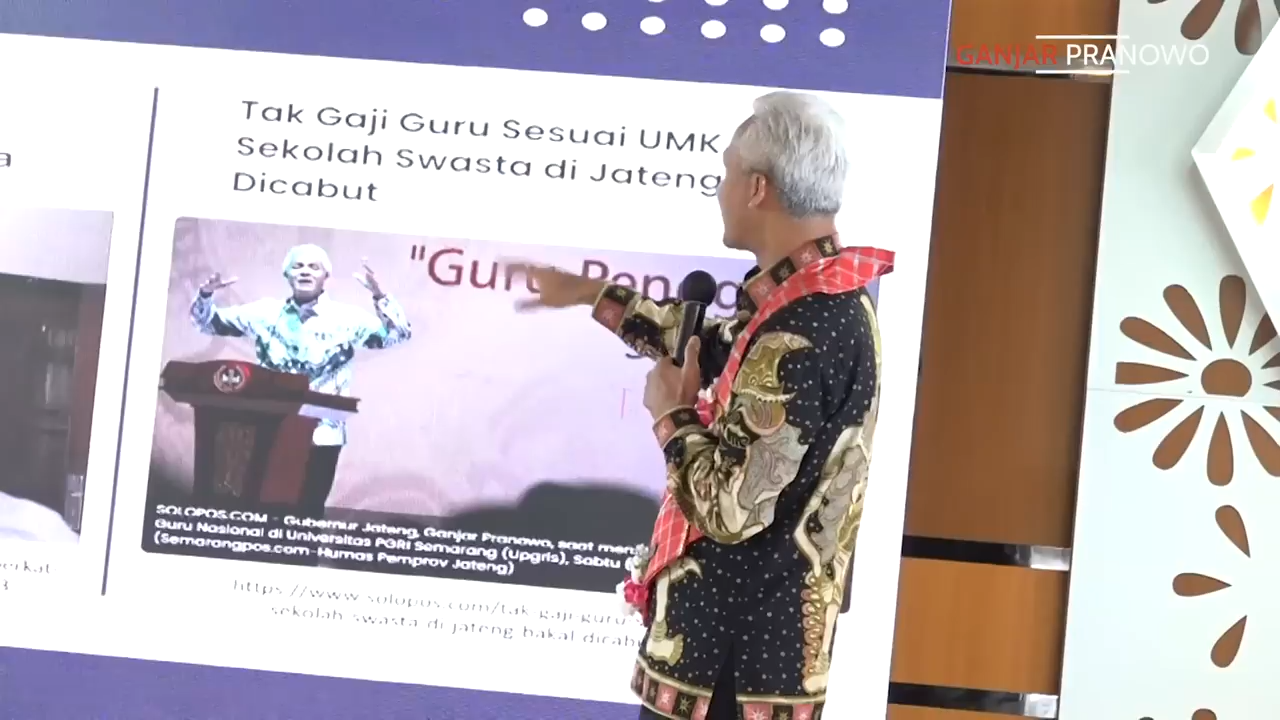 GANJAR PRANOWO
Tak Gaji Guru Sesuai UMK,
Sekolah Swasta di Jateng
Dicabut
"Guru
SOLOPOS.COM - Gubernur Jateng, Ganjar Pranowo, saat
Guru Nasional di Universitas PGRI Semarang (Upgris), Sabtu
(Semarangpos.com-Humas Pemprov Jateng)
https://www.solopos.com/tak-gaji-guru-s
sekolah-swasta-di-jateng-bakal-dicabu